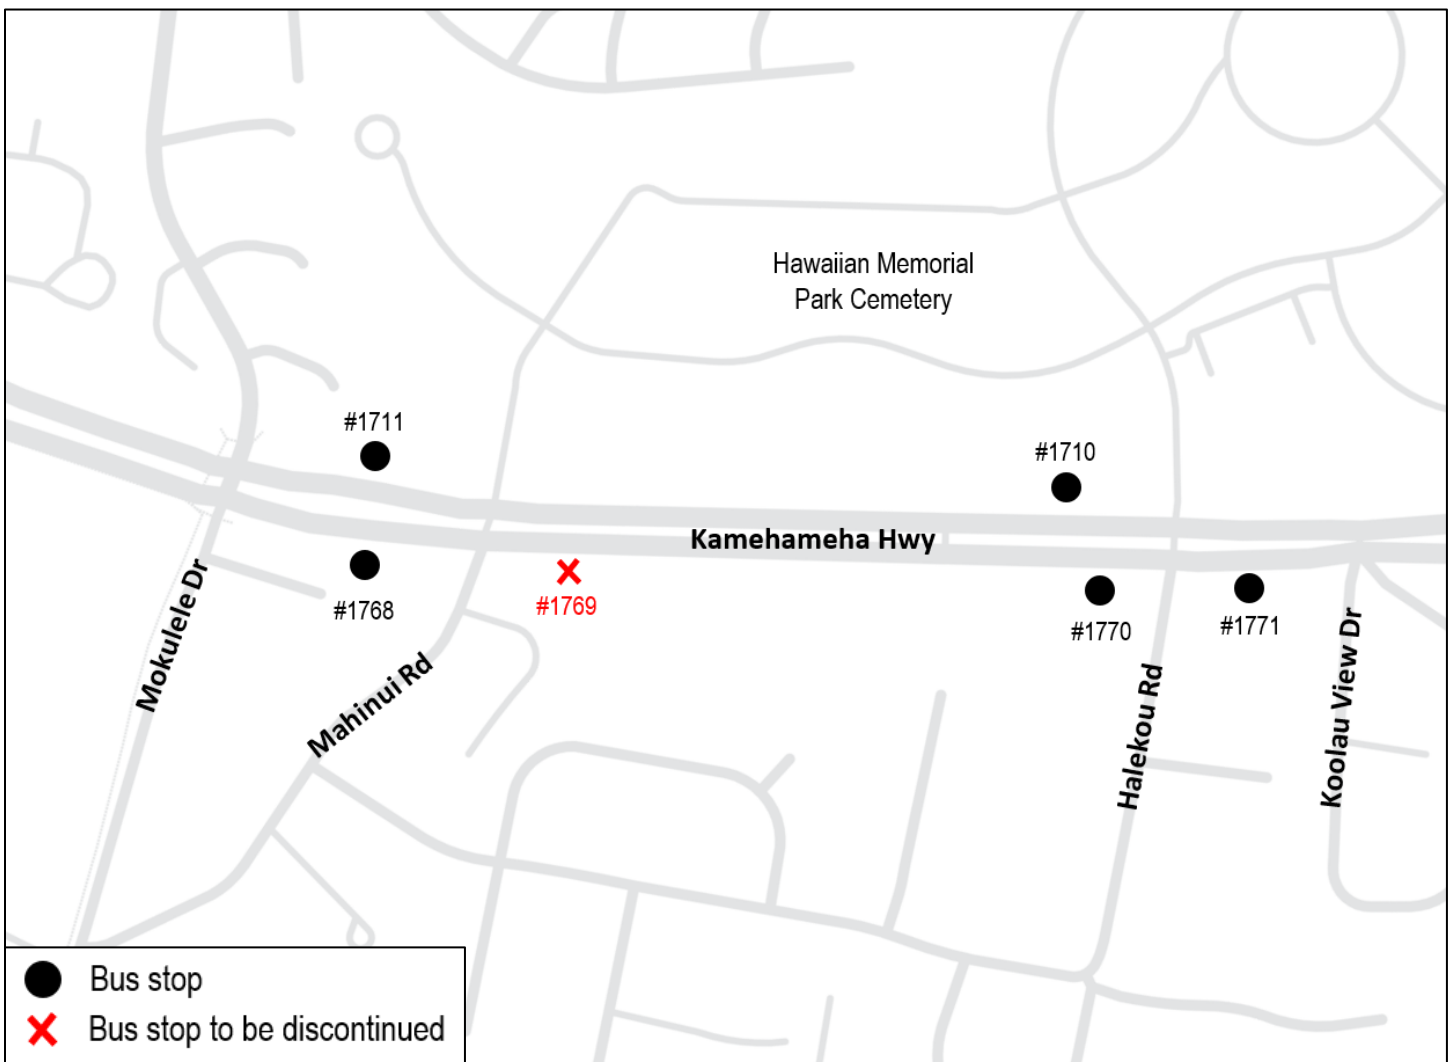 Hawaiian Memorial
Park Cemetery
#1711
#1710
Kamehameha Hwy
#1768
#1769
#1770
#1771
Mokulele Dr
Mahinui Rd
Halekou Rd
Koolau View Dr
Bus stop
Bus stop to be discontinued